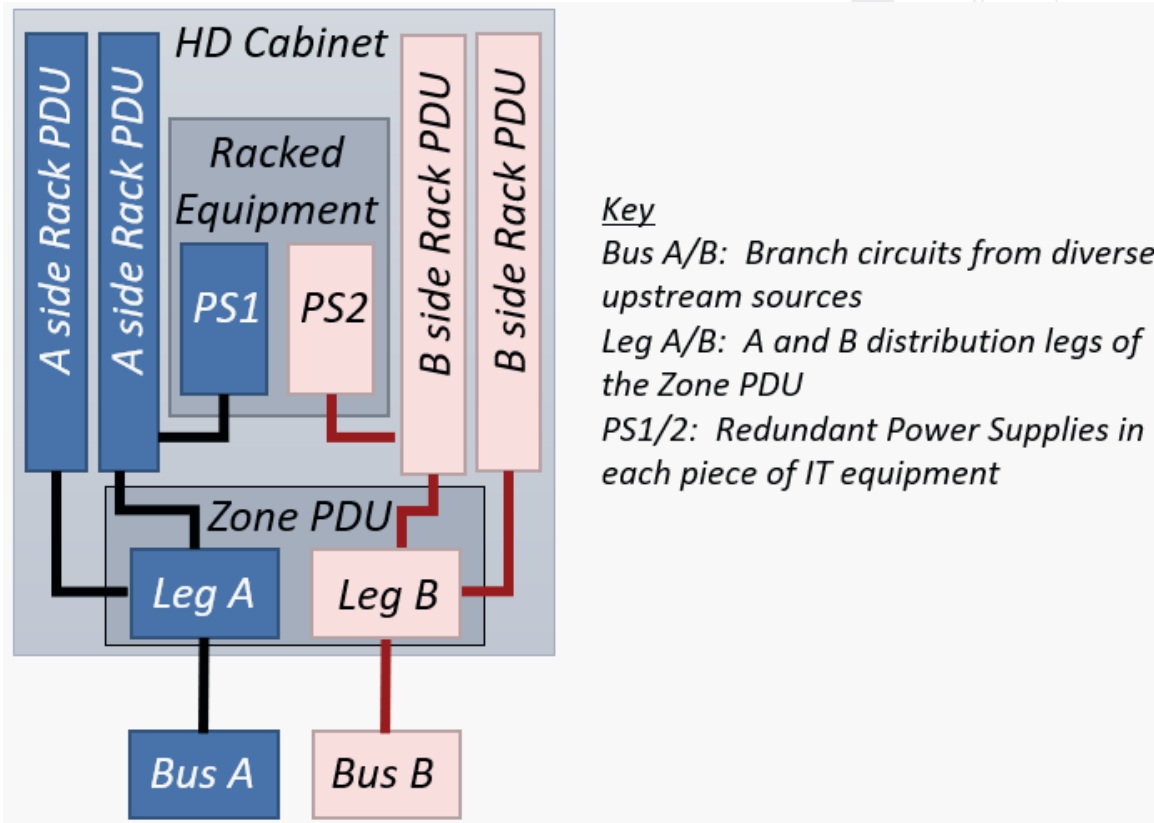 HD Cabinet
A side Rack PDU
A side Rack PDU
Racked
Equipment
PS1
PS2
B side Rack PDU
B side Rack PDU
Zone PDU
Leg A
Leg B
Bus A
Bus B
Key
Bus A/B: Branch circuits from diverse
upstream sources
Leg A/B: A and B distribution legs of
the Zone PDU
PS1/2: Redundant Power Supplies in
each piece of IT equipment